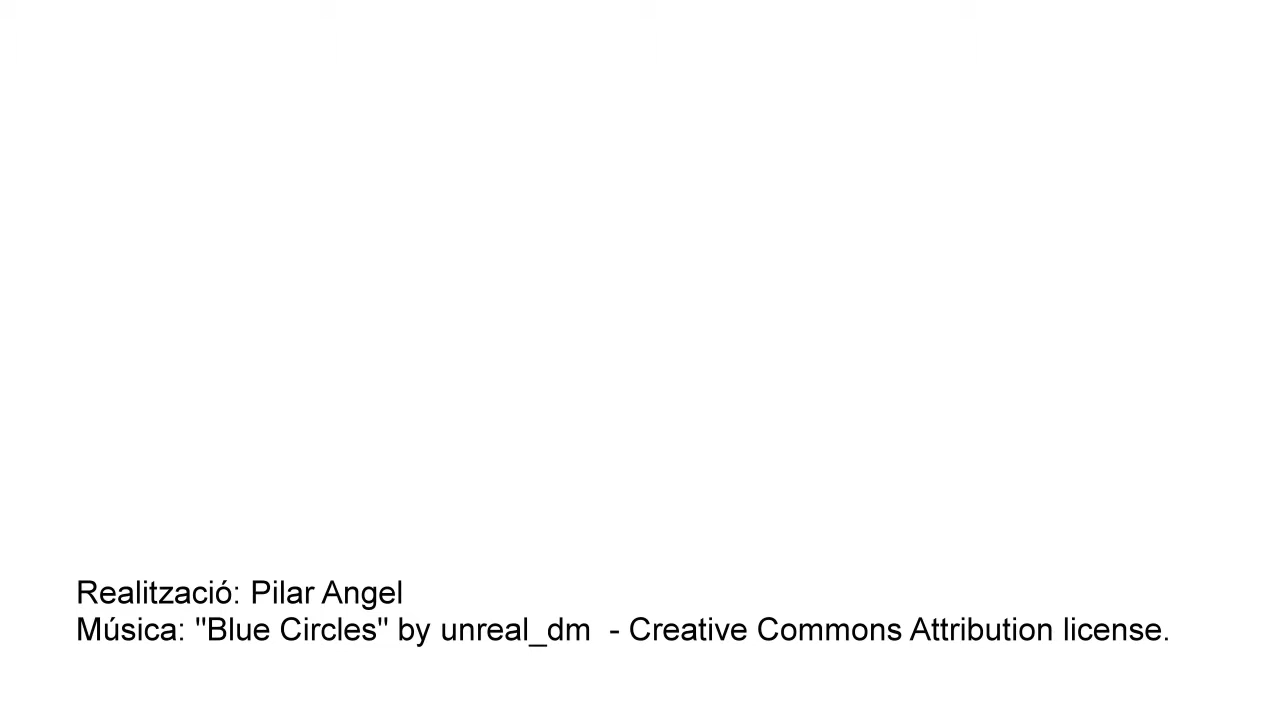 Realització: Pilar Angel
Música: "Blue Circles" by unreal_dm  - Creative Commons Attribution license.